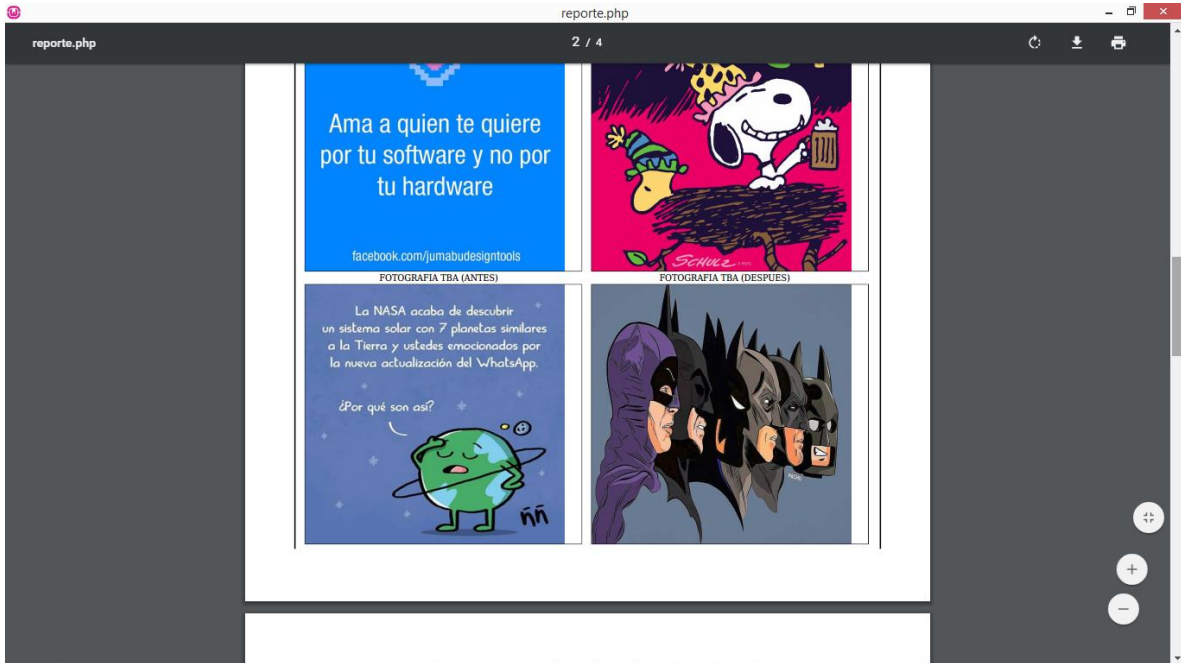 reporte.php
reporte.php
2 / 4
Ama a quien te quiere
por tu software y no por
tu hardware
facebook.com/jumabudesigntools
SCHULZ
FOTOGRAFIA TBA (ANTES)
FOTOGRAFIA TBA (DESPUES)
La NASA acaba de descubrir
un sistema solar con 7 planetas similares
a la Tierra y ustedes emocionados por
la nueva actualización del WhatsApp.
¿Por qué son así?
ññ